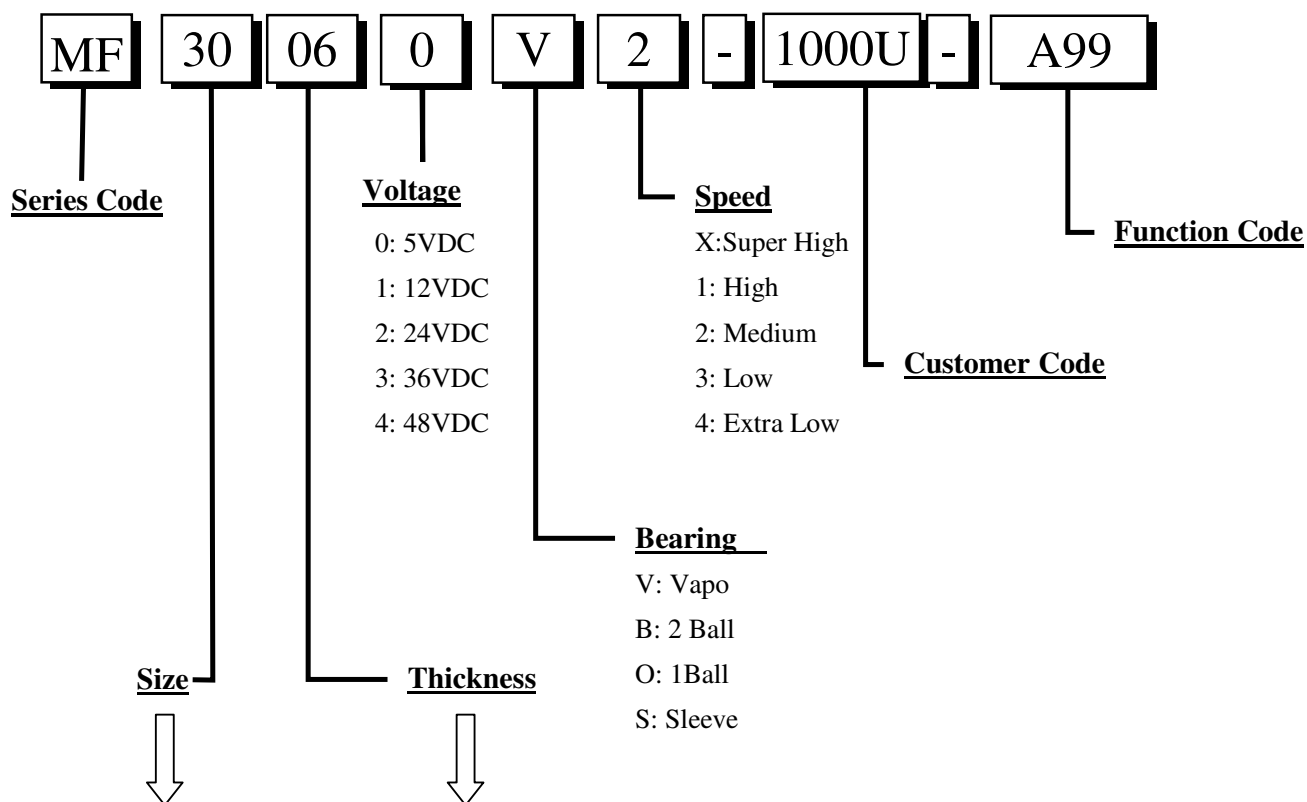 MF 30 06 0 V 2 - 1000U - A99
Series Code
Voltage
0: 5VDC
1: 12VDC
2: 24VDC
3: 36VDC
4: 48VDC
Speed
X:Super High
1: High
2: Medium
3: Low
4: Extra Low
Function Code
Customer Code
Bearing
V: Vapo
B: 2 Ball
O: 1Ball
S: Sleeve
Size
Thickness